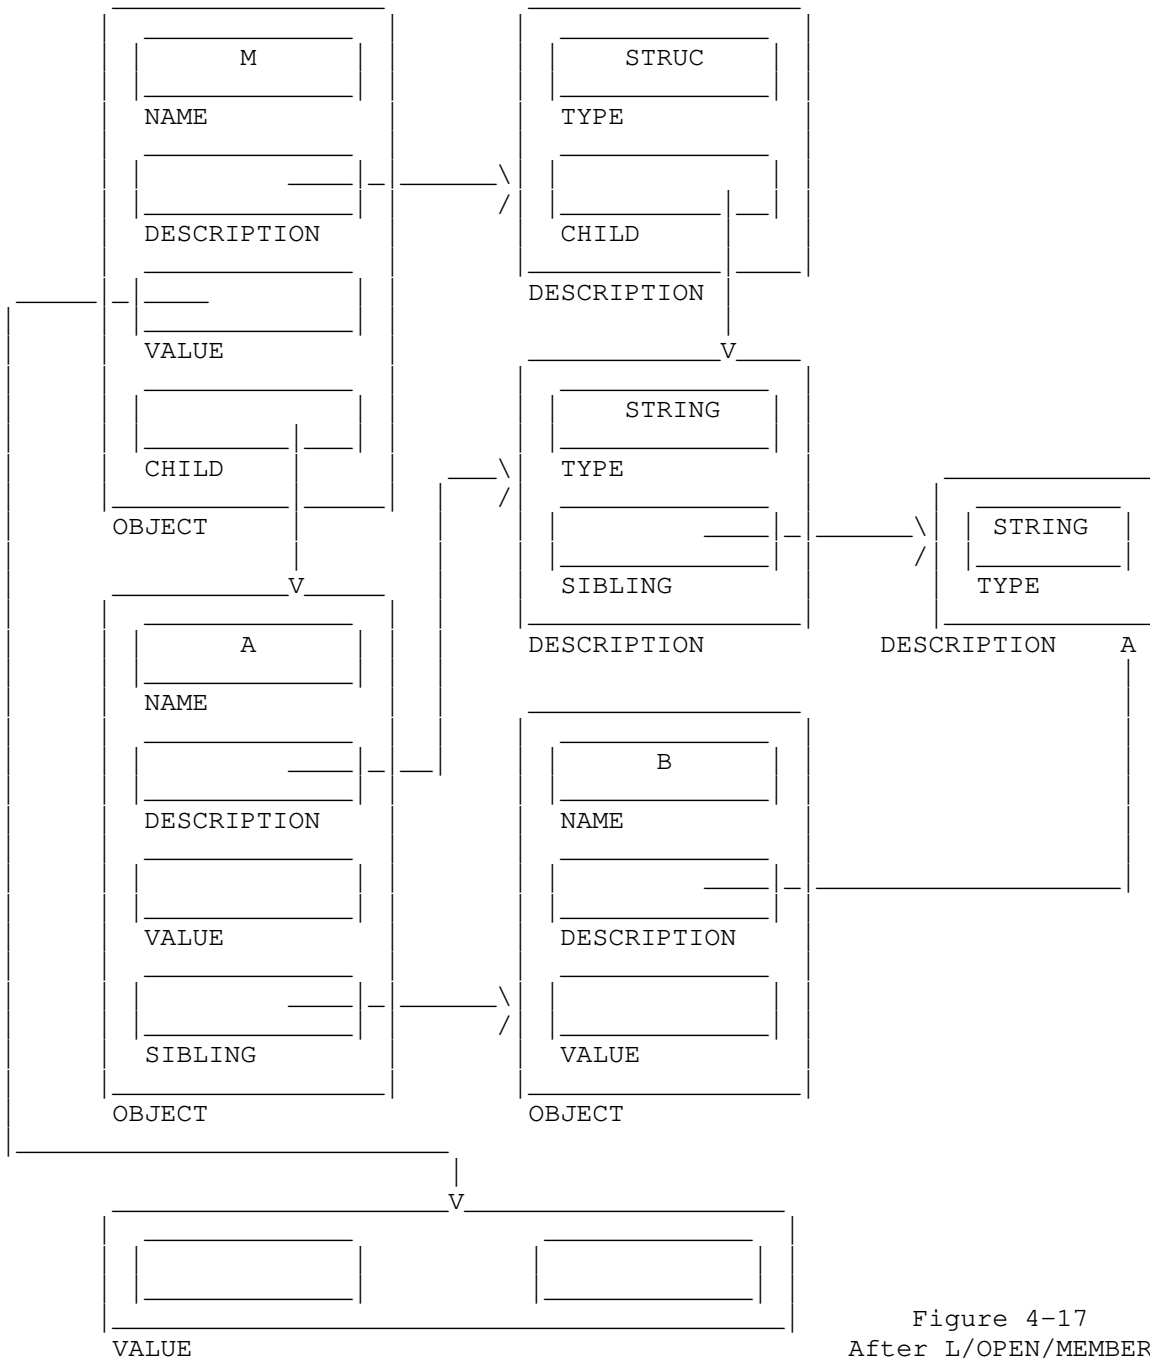 M STRUC
NAME TYPE
DESCRIPTION CHILD
DESCRIPTION
VALUE V
STRING
CHILD TYPE
OBJECT STRING
V SIBLING TYPE
A DESCRIPTION DESCRIPTION A
NAME
B
DESCRIPTION NAME
VALUE DESCRIPTION
SIBLING VALUE
OBJECT OBJECT
V
Figure 4-17
VALUE After L/OPEN/MEMBER